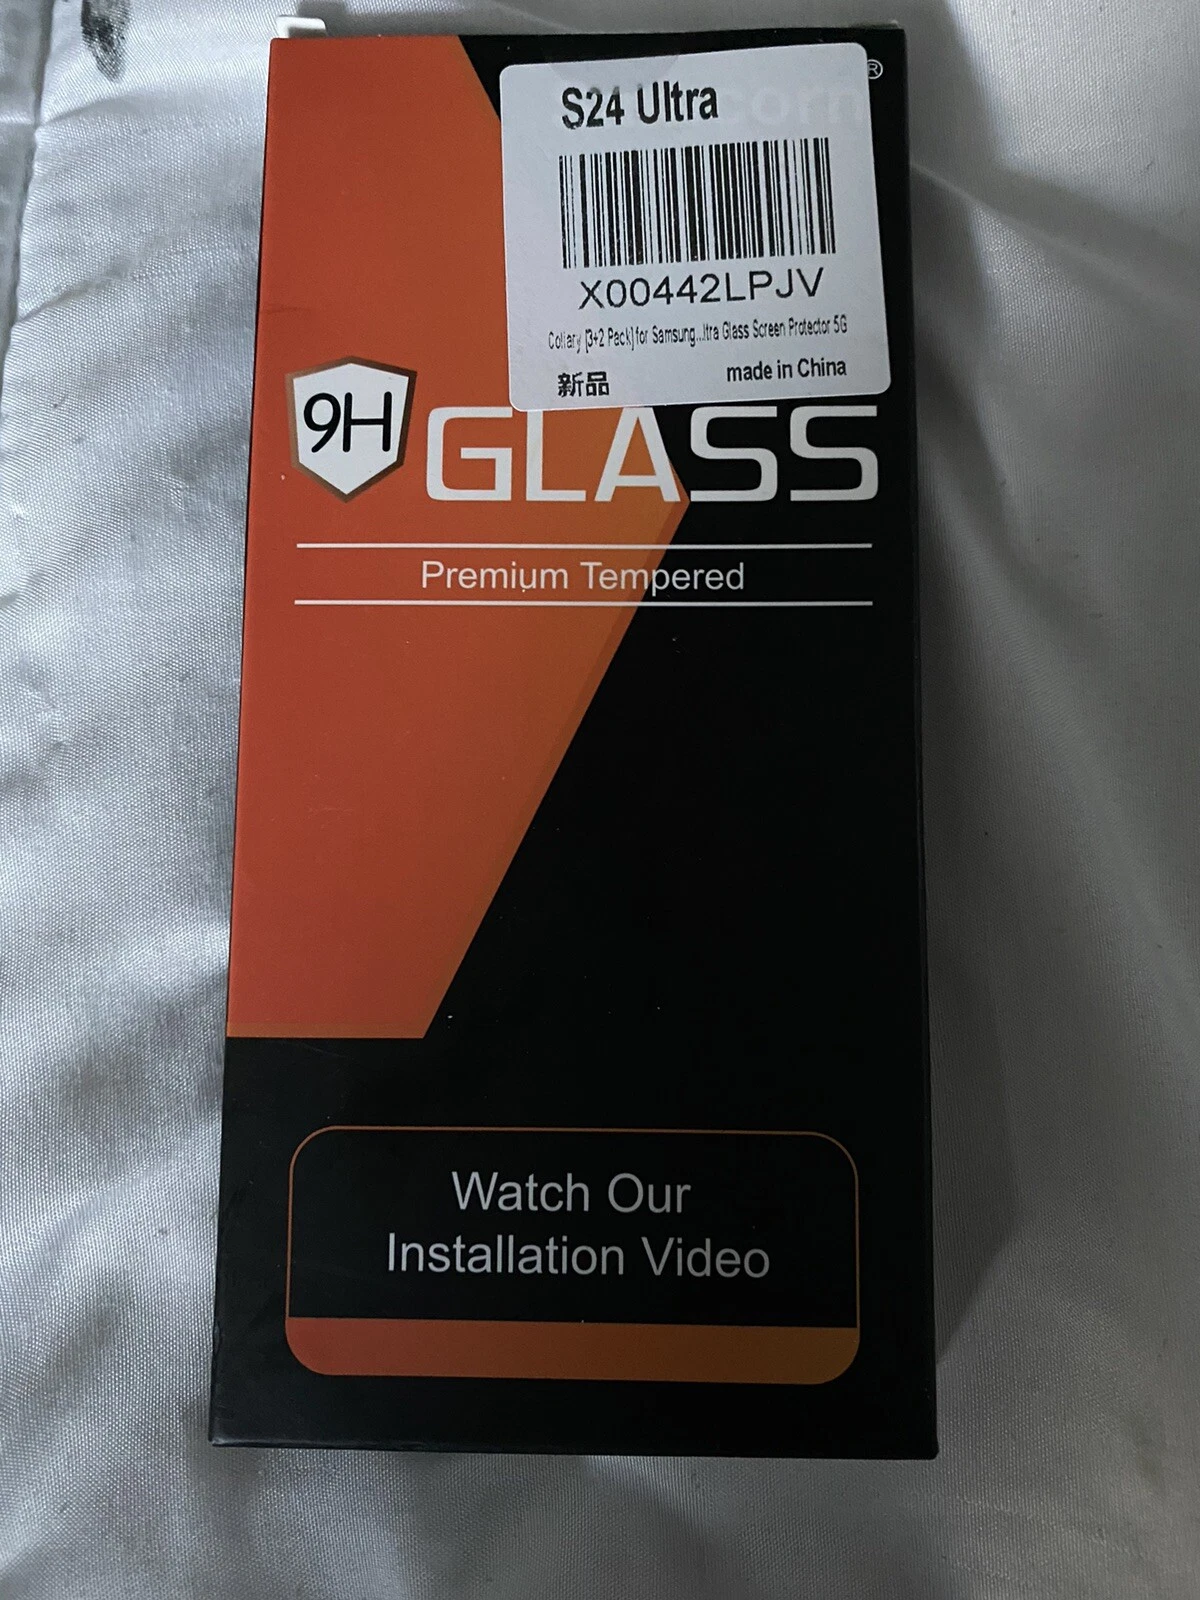 S24 Ultra
®
corn
X00442LPJV
[3+2 Pack] for Samsung...ltra Glass Screen Protector 5G
新品
made in China
9H
GLASS
Premium Tempered
Watch Our
Installation Video